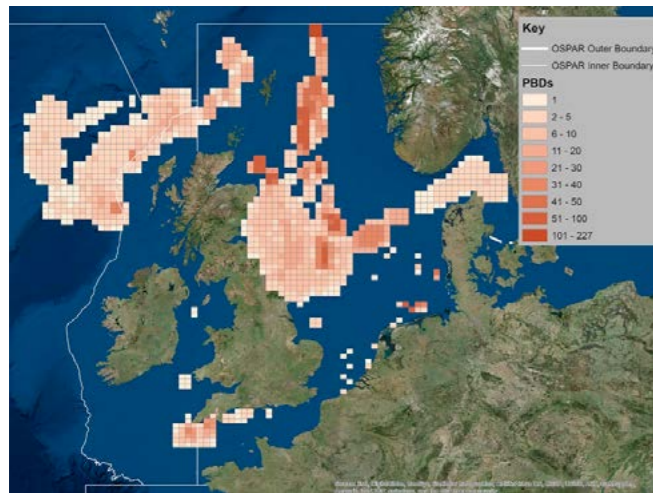 Key
OSPAR Outer Boundary
OSPAR Inner Boundary
PBDs
1
2 - 5
6 - 10
11 - 20
21 - 30
31 - 40
41 - 50
51 - 100
101 - 227